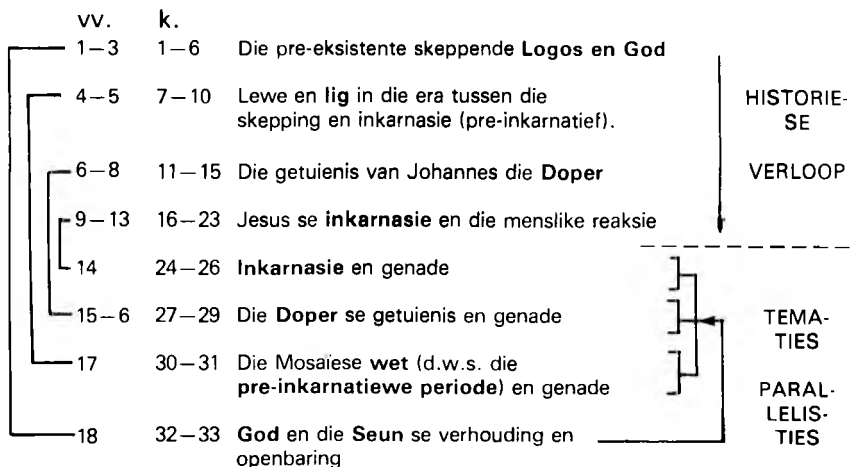 vv. k.
1–3 1–6 Die pre-eksistente skeppende Logos en God
4–5 7–10 Lewe en lig in die era tussen die
skepping en inkarnasie (pre-inkarnatief).
6–8 11–15 Die getuienis van Johannes die Doper
9–13 16–23 Jesus se inkarnasie en die menslike reaksie
14 24–26 Inkarnasie en genade
15–6 27–29 Die Doper se getuienis en genade
17 30–31 Die Mosaïese wet (d.w.s. die
pre-inkarnatiewe periode) en genade
18 32–33 God en die Seun se verhouding en
openbaring
HISTORIE-
SE
VERLOOP
TEMA-
TIES
PARAL-
LELIS-
TIES